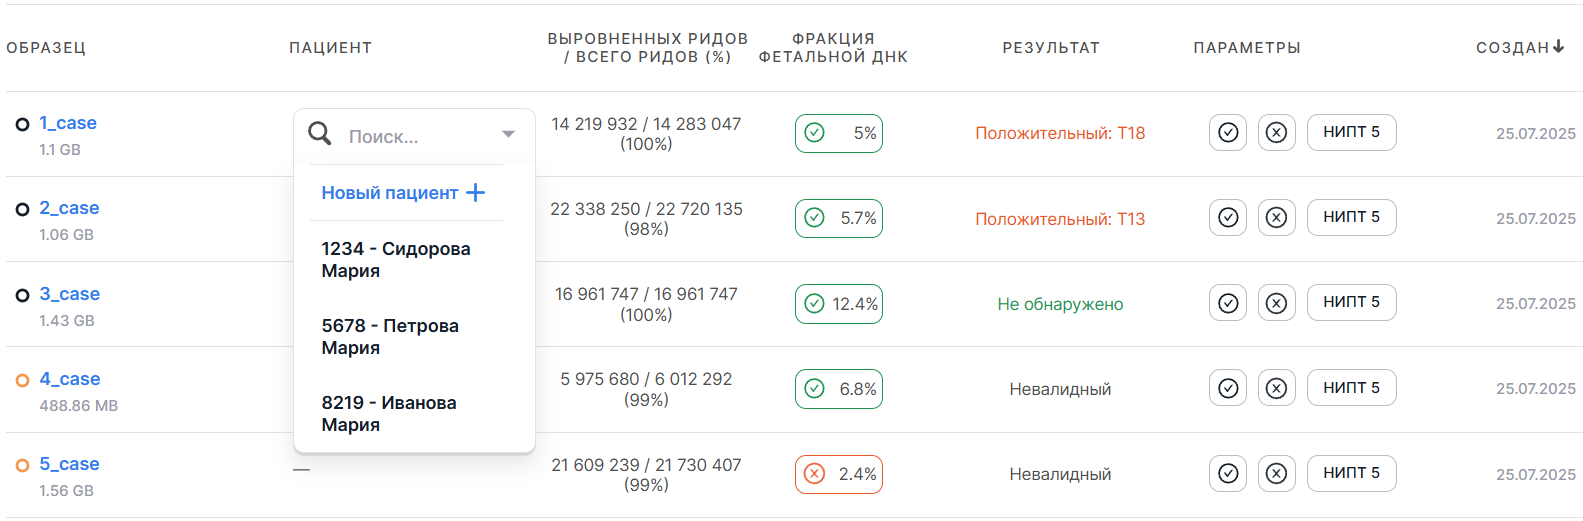 ОБРАЗЕЦ
ПАЦИЕНТ
ВЫРОВНЕННЫХ РИДОВ
/ ВСЕГО РИДОВ (%)
ФРАКЦИЯ
ФЕТАЛЬНОЙ ДНК
РЕЗУЛЬТАТ
ПАРАМЕТРЫ
СОЗДАН
1_case
1.1 GB
Поиск...
14 219 932 / 14 283 047
(100%)
5%
Положительный: T18
НИПТ 5
25.07.2025
Новый пациент
2_case
1.06 GB
22 338 250 / 22 720 135
(98%)
5.7%
Положительный: T13
НИПТ 5
25.07.2025
1234 - Сидорова
Мария
3_case
1.43 GB
16 961 747 / 16 961 747
(100%)
12.4%
Не обнаружено
НИПТ 5
25.07.2025
5678 - Петрова
Мария
4_case
488.86 MB
5 975 680 / 6 012 292
(99%)
6.8%
Невалидный
НИПТ 5
25.07.2025
8219 - Иванова
Мария
5_case
1.56 GB
—
21 609 239 / 21 730 407
(99%)
2.4%
Невалидный
НИПТ 5
25.07.2025